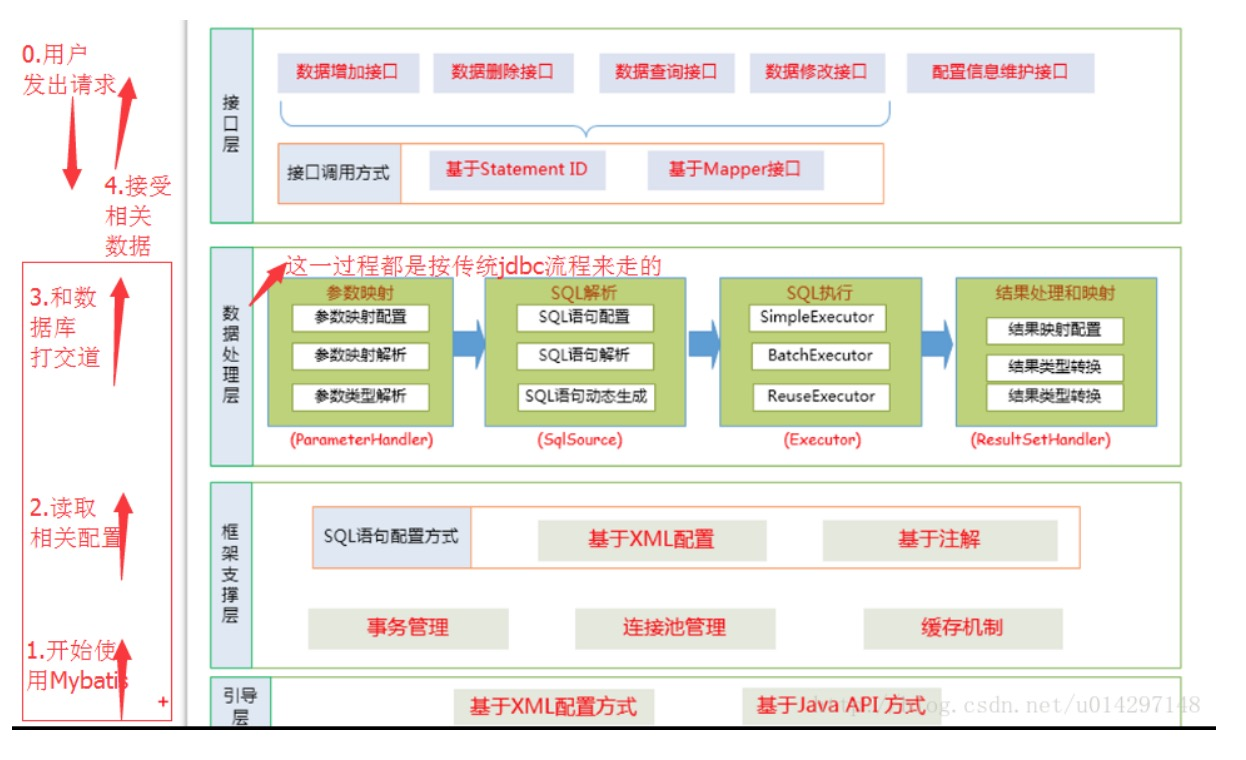 0.用户
发出请求
4.接受
相关
数据
3.和数
据库
打交道
2.读取
相关配置
1.开始使
用Mybatis
+
接口层
数据增加接口
数据删除接口
数据查询接口
数据修改接口
配置信息维护接口
接口调用方式
基于Statement ID
基于Mapper接口
数据处理层
这一过程都是按传统jdbc流程来走的
参数映射
参数映射配置
参数映射解析
参数类型解析
(ParameterHandler)
SQL解析
SQL语句配置
SQL语句解析
SQL语句动态生成
(SqlSource)
SQL执行
SimpleExecutor
BatchExecutor
ReuseExecutor
(Executor)
结果处理和映射
结果映射配置
结果类型转换
结果类型转换
(ResultSetHandler)
框架支撑层
SQL语句配置方式
基于XML配置
基于注解
事务管理
连接池管理
缓存机制
引导
层
基于XML配置方式
基于Java API 方式
og.csdn.net/u014297148